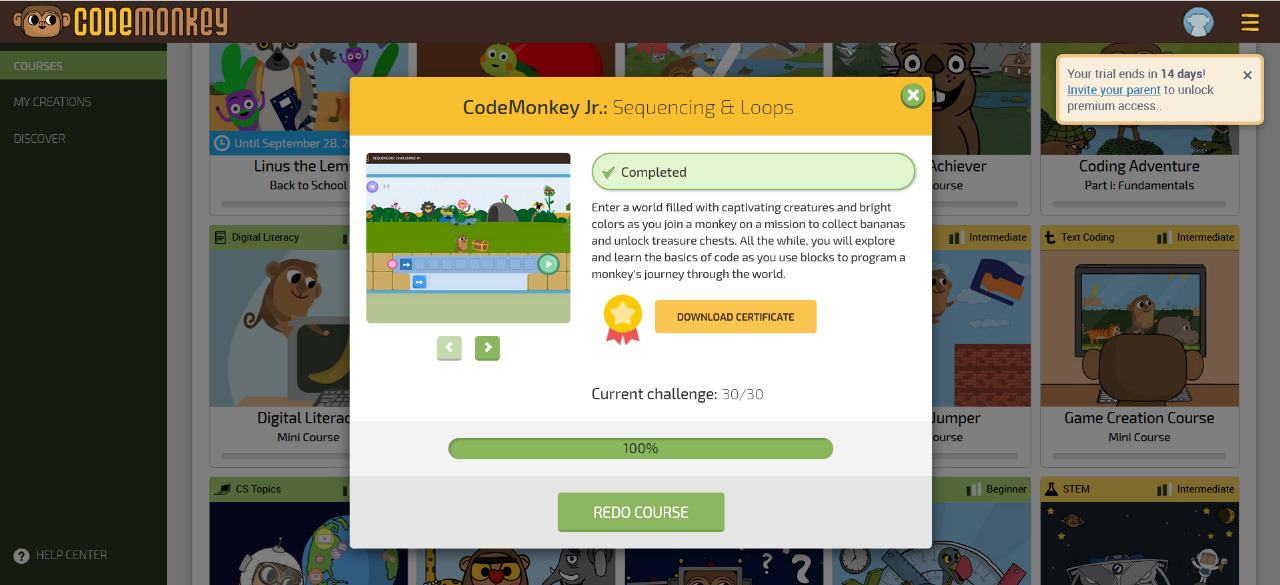 CODEMONKEY
COURSES
MY CREATIONS
DISCOVER
HELP CENTER
Your trial ends in 14 days!
Invite your parent to unlock
premium access..
CodeMonkey Jr.: Sequencing & Loops
SEQUENCING: CHALLENGE #1
Completed
Enter a world filled with captivating creatures and bright
colors as you join a monkey on a mission to collect bananas
and unlock treasure chests. All the while, you will explore
and learn the basics of code as you use blocks to program a
monkey's journey through the world.
DOWNLOAD CERTIFICATE
Current challenge: 30/30
100%
REDO COURSE
Until September 28, 2
Linus the Lem
Back to School
Achiever
ourse
Coding Adventure
Part I: Fundamentals
Digital Literacy
Intermediate
Text Coding
Intermediate
Digital Literac
Mini Course
Jumper
ourse
Game Creation Course
Mini Course
CS Topics
Beginner
STEM
Intermediate
? ? ?